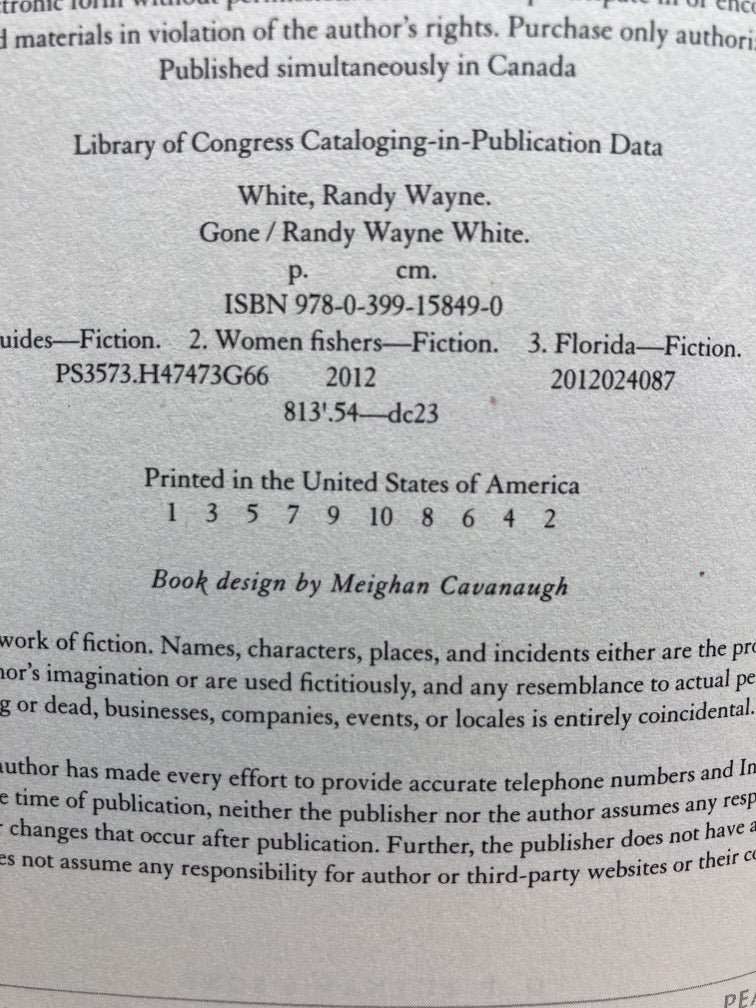 form without
d materials in violation of the author's rights. Purchase only authori
Published simultaneously in Canada
Library of Congress Cataloging-in-Publication Data
White, Randy Wayne.
Gone / Randy Wayne White.
p. cm.
ISBN 978-0-399-15849-0
uides—Fiction. 2. Women fishers—Fiction. 3. Florida—Fiction.
PS3573.H47473G66 2012 2012024087
813'.54—dc23
Printed in the United States of America
1 3 5 7 9 10 8 6 4 2
Book design by Meighan Cavanaugh
work of fiction. Names, characters, places, and incidents either are the pro
hor's imagination or are used fictitiously, and any resemblance to actual pe
g or dead, businesses, companies, events, or locales is entirely coincidental.
author has made every effort to provide accurate telephone numbers and In
e time of publication, neither the publisher nor the author assumes any resp
r changes that occur after publication. Further, the publisher does not have a
es not assume any responsibility for author or third-party websites or their co
PEA